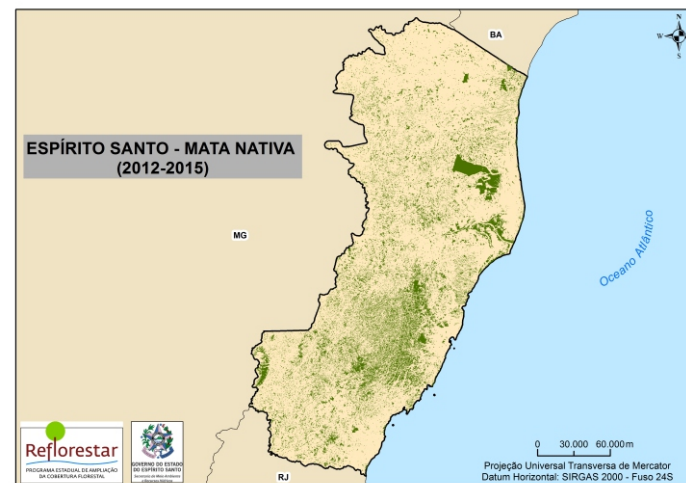 BA
N
W
E
S
ESPÍRITO SANTO - MATA NATIVA
(2012-2015)
MG
Oceano Atlântico
Reflorestar
PROGRAMA ESTADUAL DE AMPLIAÇÃO
DA COBERTURA FLORESTAL
GOVERNO DO ESTADO
DO ESPÍRITO SANTO
RJ
0 30.000 60.000 m
Projeção Universal Transversa de Mercator
Datum Horizontal: SIRGAS 2000 - Fuso 24S